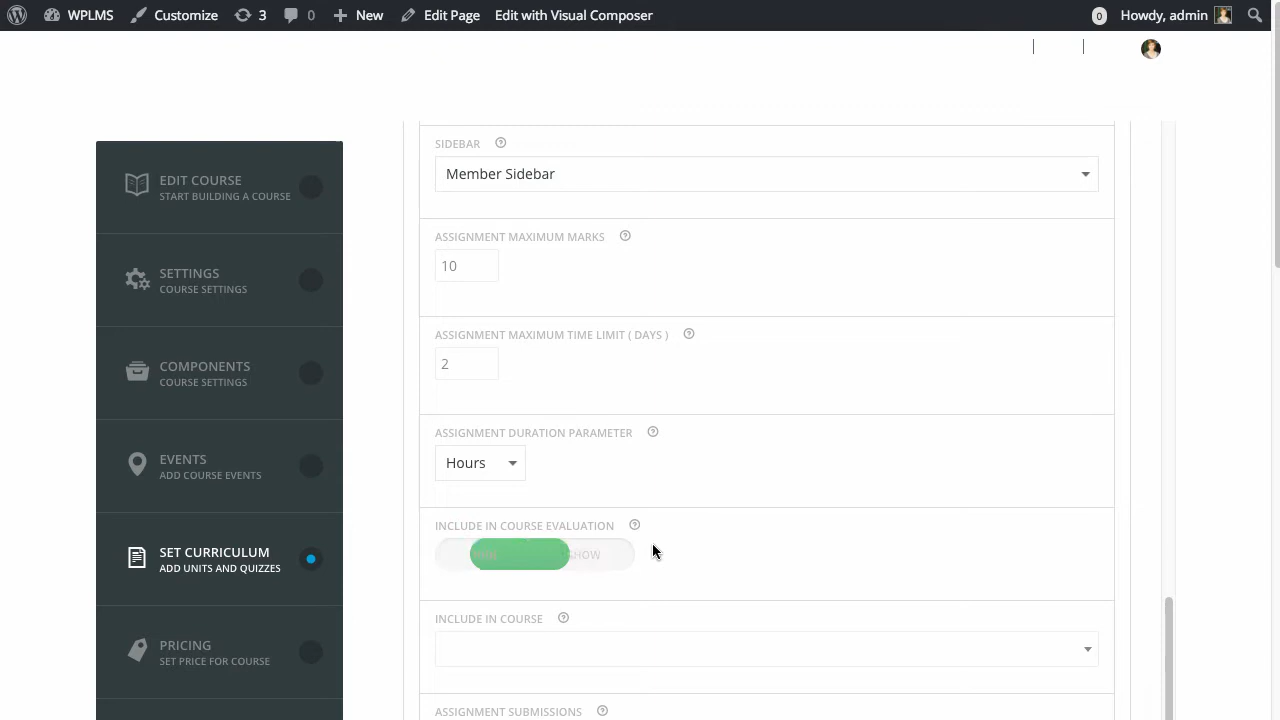 WPLMS Customize 3 0 New Edit Page Edit with Visual Composer 0 Howdy, admin
EDIT COURSE
START BUILDING A COURSE
SETTINGS
COURSE SETTINGS
COMPONENTS
COURSE SETTINGS
EVENTS
ADD COURSE EVENTS
SET CURRICULUM
ADD UNITS AND QUIZZES
PRICING
SET PRICE FOR COURSE
SIDEBAR
Member Sidebar
ASSIGNMENT MAXIMUM MARKS
10
ASSIGNMENT MAXIMUM TIME LIMIT ( DAYS )
2
ASSIGNMENT DURATION PARAMETER
Hours
INCLUDE IN COURSE EVALUATION
SHOW
INCLUDE IN COURSE
ASSIGNMENT SUBMISSIONS